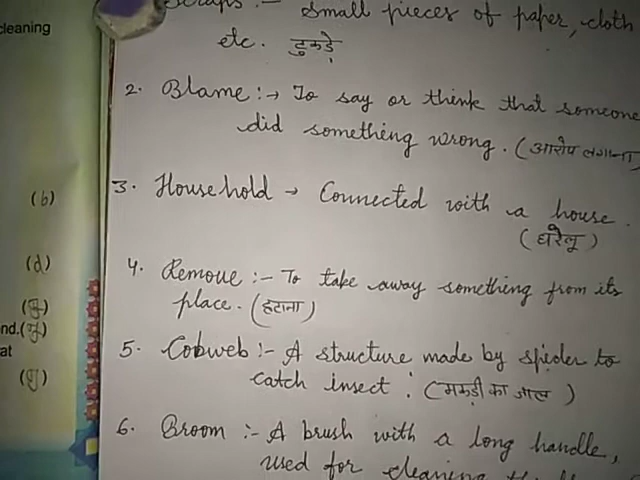 cleaning
(b)
(d)
nd.
at
Scraps :- Small pieces of paper, cloth
etc. टुकड़े
2. Blame :→ To say or think that someone
did something wrong. (आरोप लगाना)
3. Household → Connected with a house.
(घरेलू)
4. Remove :- To take away something from its
place. (हटाना)
5. Cobweb :- A structure made by spider to
catch insect. (मकड़ी का जाल)
6. Broom :- A brush with a long handle,
used for cleaning the